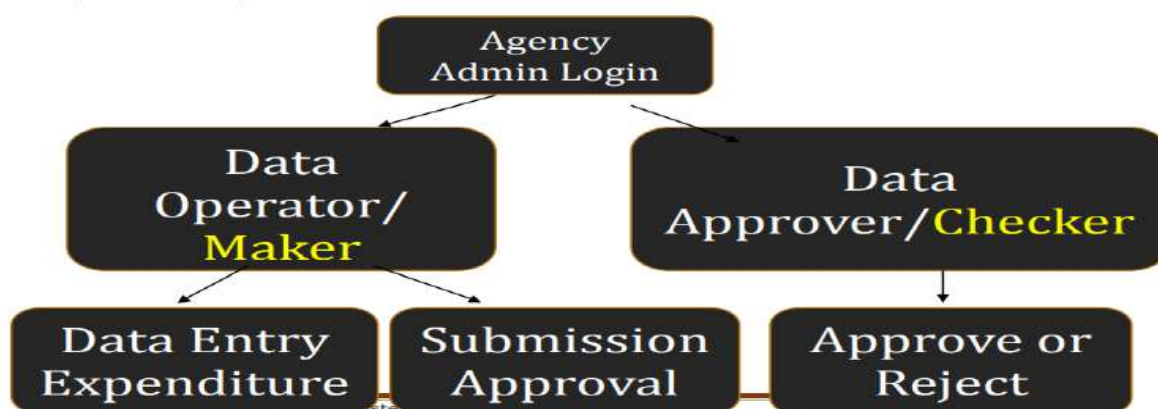 Agency
Admin Login
Data
Operator/
Maker
Data
Approver/Checker
Data Entry
Expenditure
Submission
Approval
Approve or
Reject